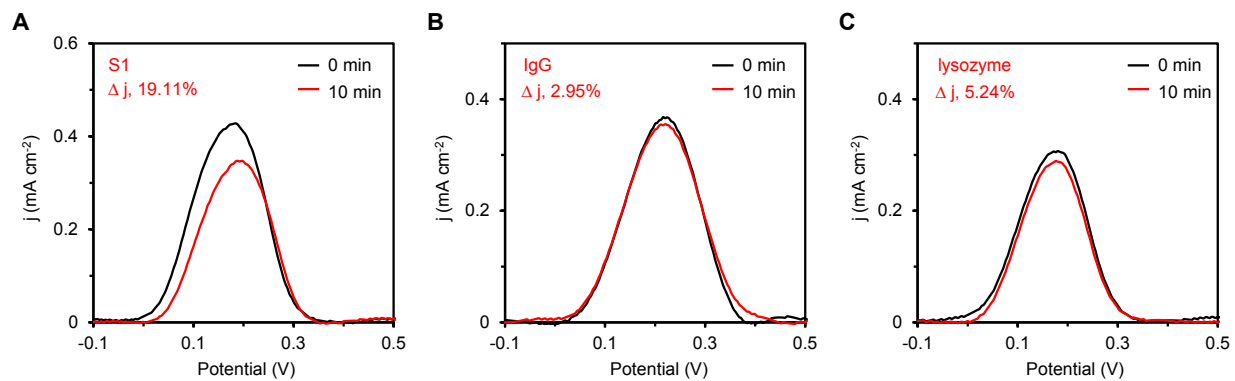 A
S1
Δ j, 19.11%
0 min
10 min
0.6
0.4
0.2
0
j (mA cm-2)
-0.1
0.1
0.3
0.5
Potential (V)
B
IgG
Δ j, 2.95%
0 min
10 min
0.4
0.2
0
j (mA cm-2)
-0.1
0.1
0.3
0.5
Potential (V)
C
lysozyme
Δ j, 5.24%
0 min
10 min
0.4
0.2
0
j (mA cm-2)
-0.1
0.1
0.3
0.5
Potential (V)